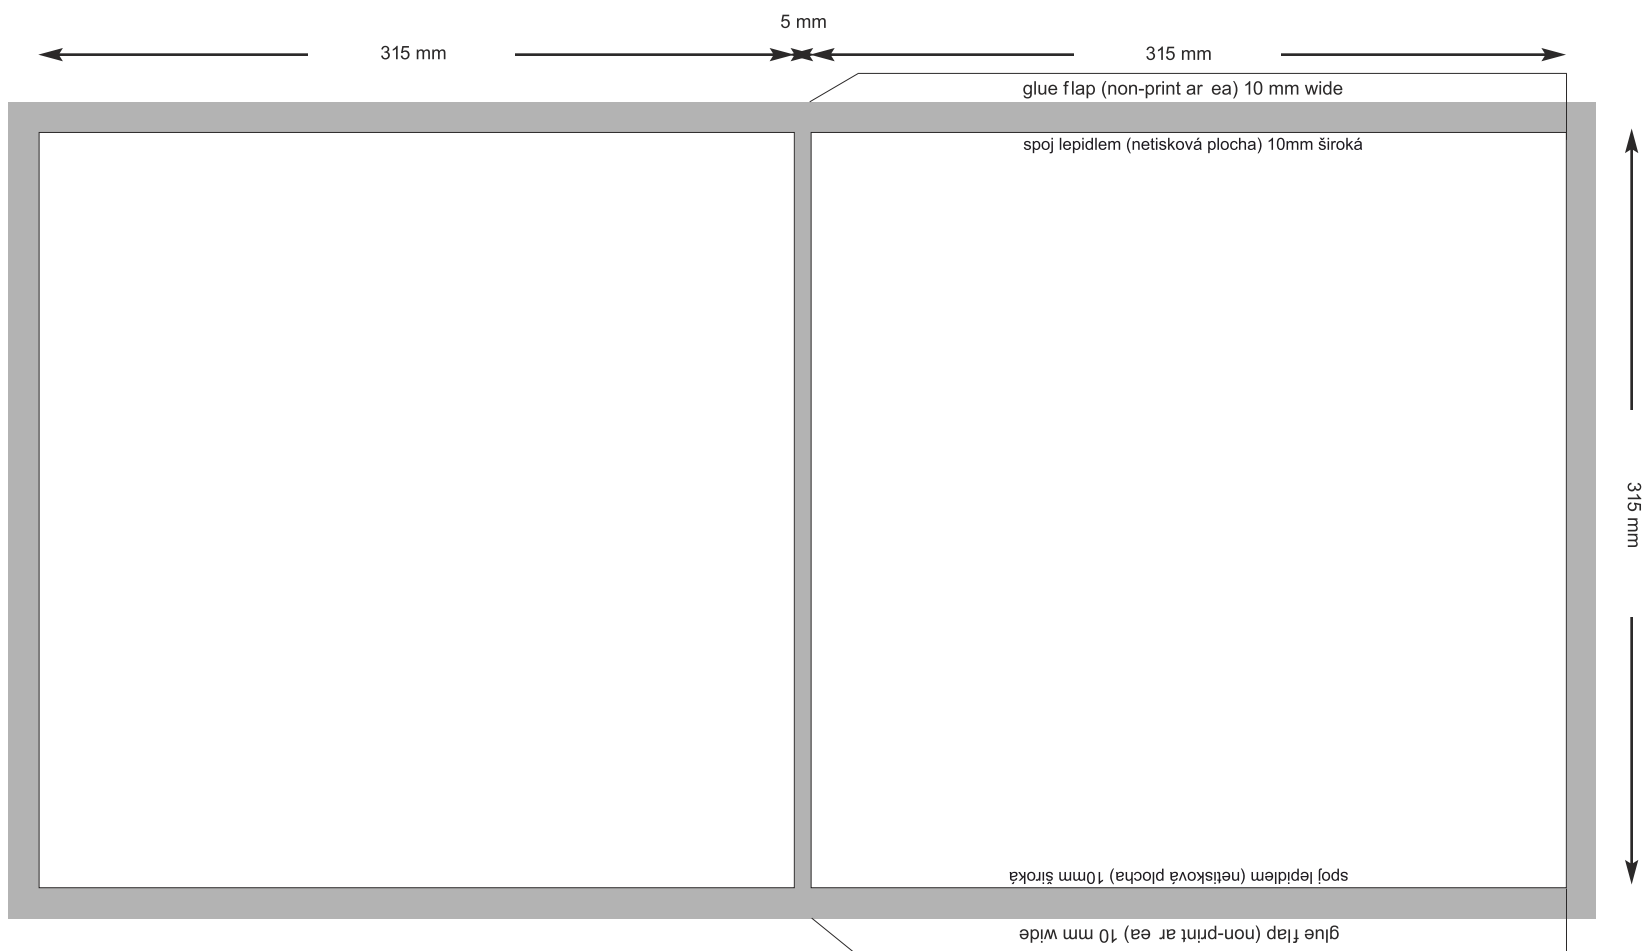 5 mm
315 mm
315 mm
glue flap (non-print ar ea) 10 mm wide
spoj lepidlem (netisková plocha) 10mm široká
315 mm
spoj lepidlem (netisková plocha) 10mm široká
glue flap (non-print ar ea) 10 mm wide